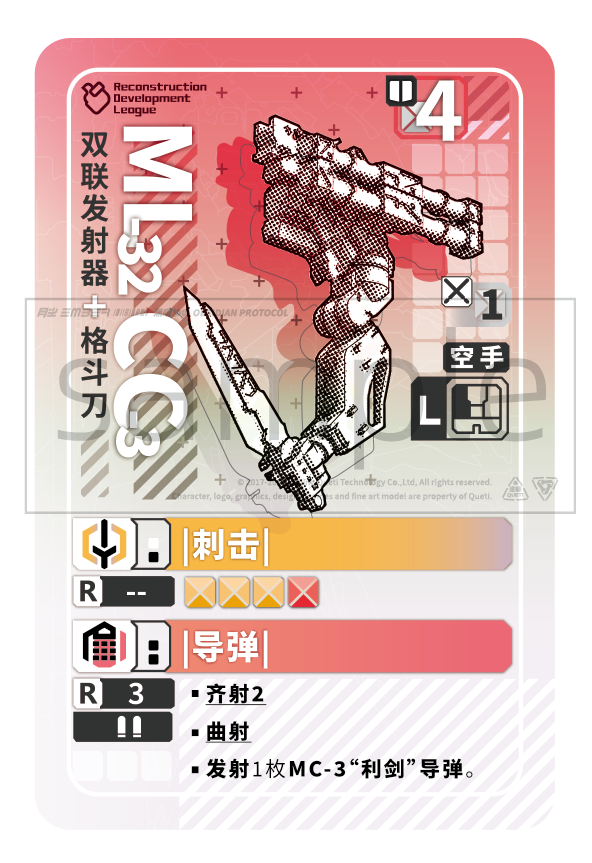 Reconstruction
Development
League
4
双联发射器+格斗刀
ML-32 CC-3
1
空手
L
sample
|刺击|
R --
|导弹|
R 3
齐射2
曲射
发射1枚MC-3“利剑”导弹。